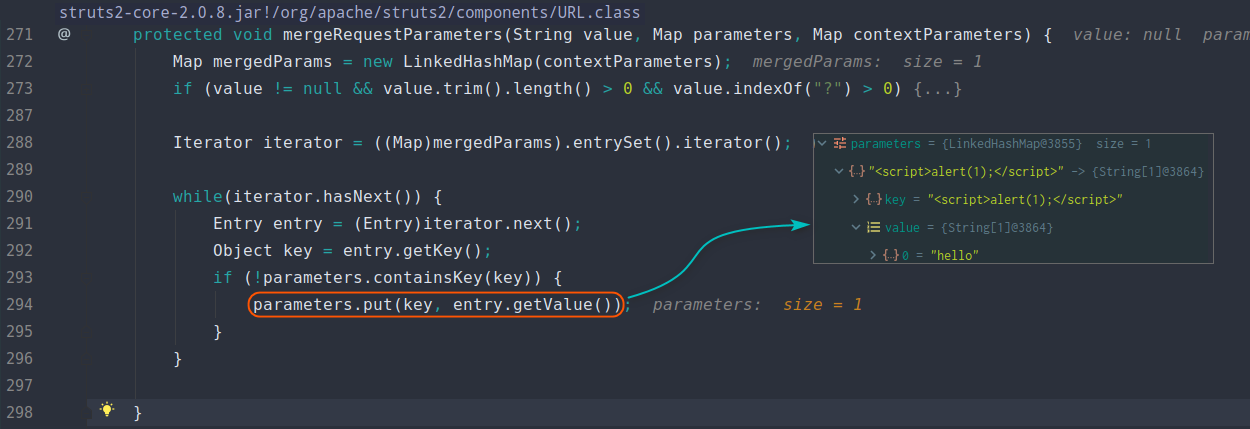 struts2-core-2.0.8.jar!/org/apache/struts2/components/URL.class
271 @ protected void mergeRequestParameters(String value, Map parameters, Map contextParameters) { value: null param
272 Map mergedParams = new LinkedHashMap(contextParameters); mergedParams: size = 1
273 if (value != null && value.trim().length() > 0 && value.indexOf("?") > 0) {...}
287
288 Iterator iterator = ((Map)mergedParams).entrySet().iterator();
289
290 while(iterator.hasNext()) {
291 Entry entry = (Entry)iterator.next();
292 Object key = entry.getKey();
293 if (!parameters.containsKey(key)) {
294 parameters.put(key, entry.getValue()); parameters: size = 1
295 }
296 }
297
298 }
parameters = {LinkedHashMap@3855} size = 1
{...} "<script>alert(1);</script>" -> {String[1]@3864}
{...} key = "<script>alert(1);</script>"
value = {String[1]@3864}
{...} 0 = "hello"